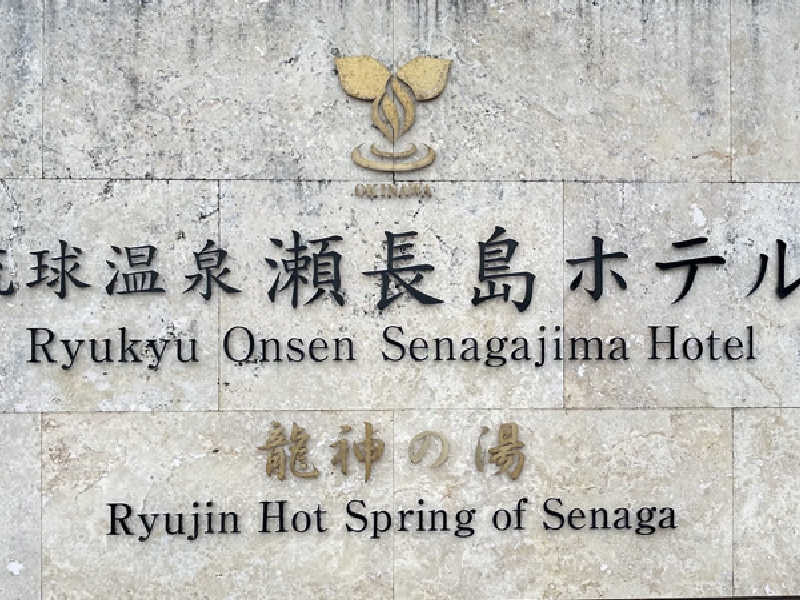 OKINAWA
琉球温泉 瀬長島ホテル
Ryukyu Onsen Senagajima Hotel
龍神の湯
Ryujin Hot Spring of Senaga